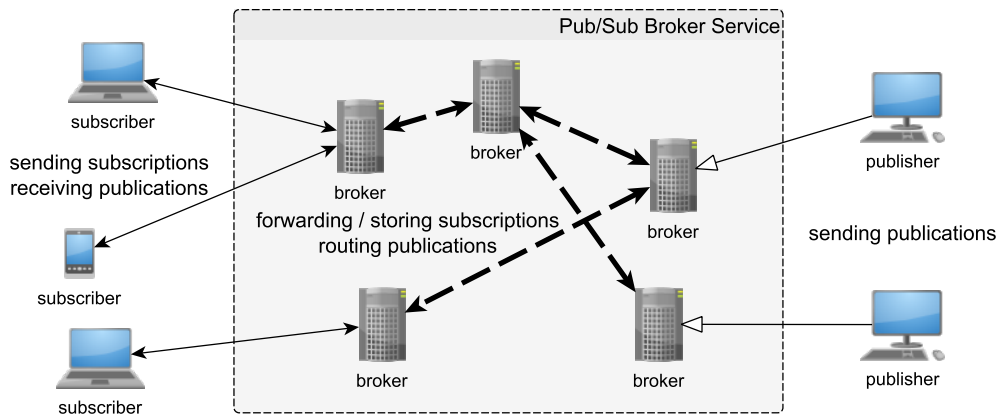 Pub/Sub Broker Service
subscriber
sending subscriptions
receiving publications
subscriber
subscriber
broker
broker
broker
forwarding / storing subscriptions
routing publications
broker
broker
publisher
sending publications
publisher